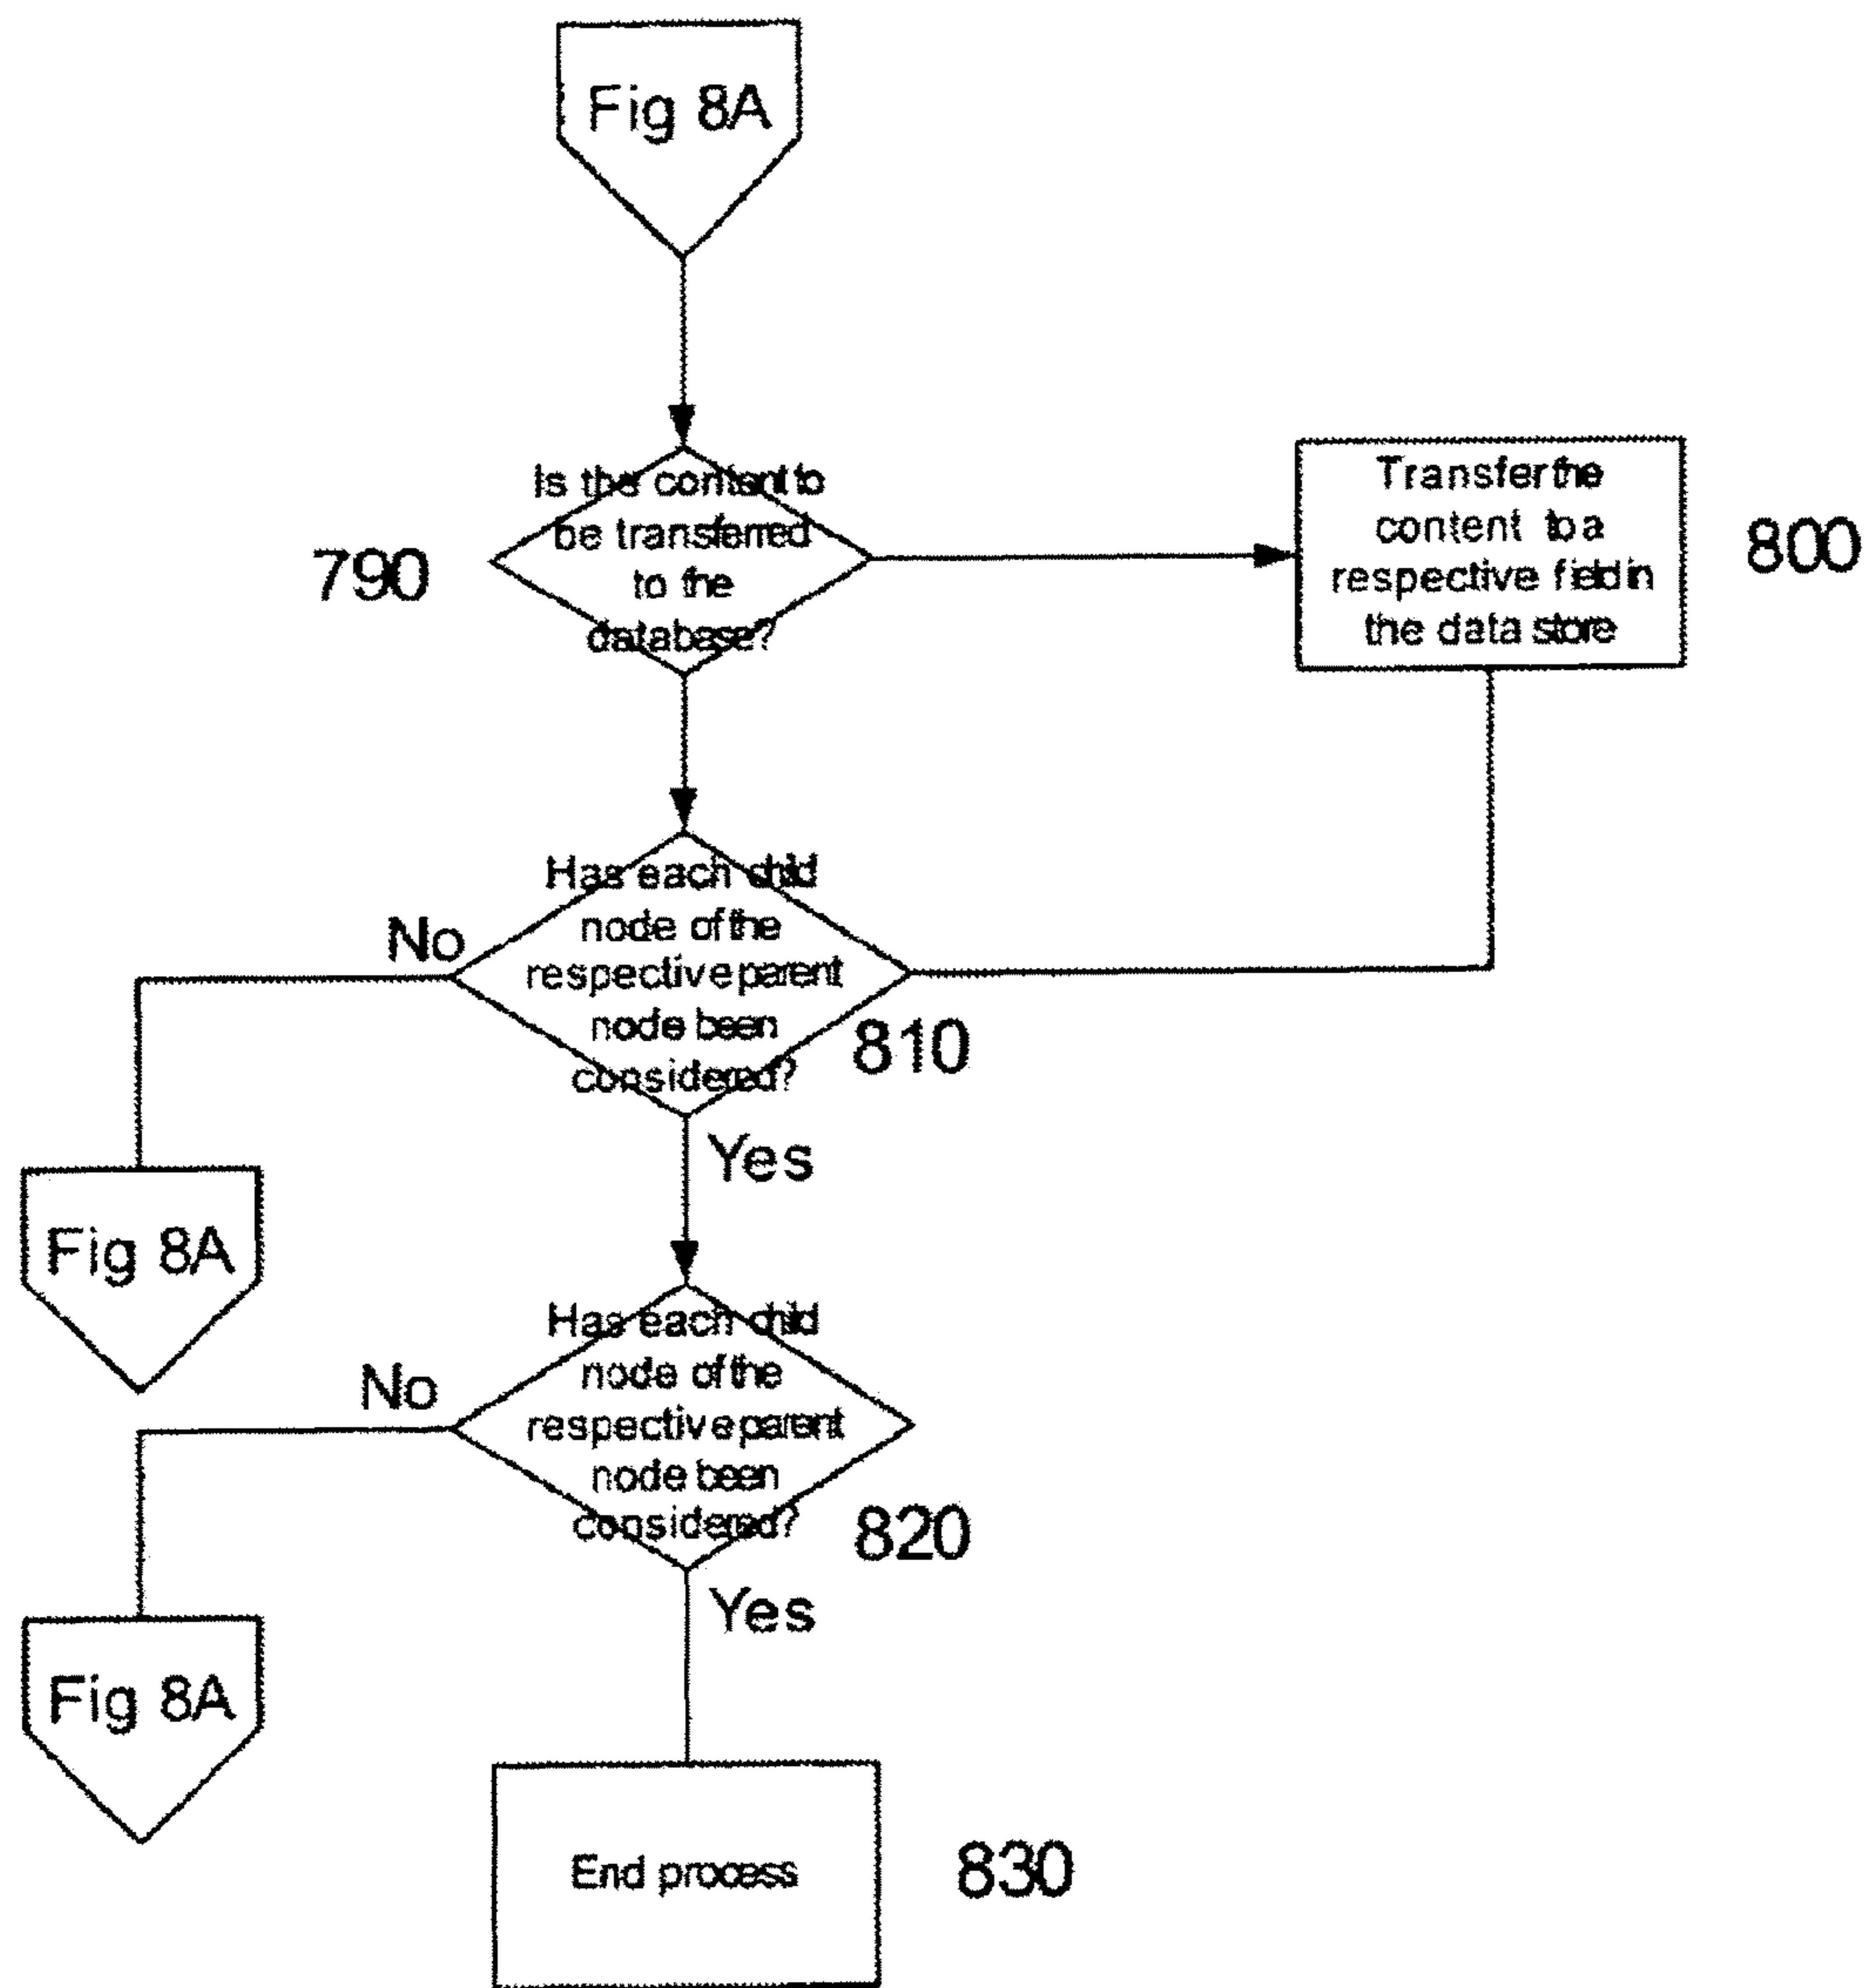 Fig 8A
Is the content to
be transferred
to the
database?
790
Transfer the
content to a
respective field in
the data store
800
Has each child
node of the
respective parent
node been
considered?
810
No
Yes
Fig 8A
Has each child
node of the
respective parent
node been
considered?
820
No
Yes
Fig 8A
End process
830